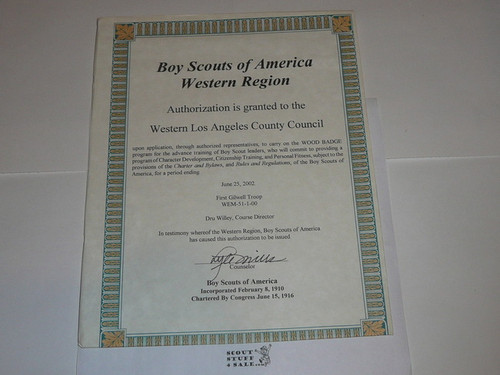 Boy Scouts of America
Western Region
Authorization is granted to the
Western Los Angeles County Council
upon application, through authorized representatives, to carry on the WOOD BADGE
program for the advance training of Boy Scout leaders, who will commit to providing a
program of Character Development, Citizenship Training, and Personal Fitness, subject to the
provisions of the Charter and Bylaws, and Rules and Regulations, of the Boy Scouts of
America, for a period ending
June 25, 2002
First Gilwell Troop
WEM-51-1-00
Dru Willey, Course Director
In testimony whereof the Western Region, Boy Scouts of America
has caused this authorization to be issued.
Counselor
Boy Scouts of America
Incorporated February 8, 1910
Chartered By Congress June 15, 1916
SCOUT
STUFF
4 SALE